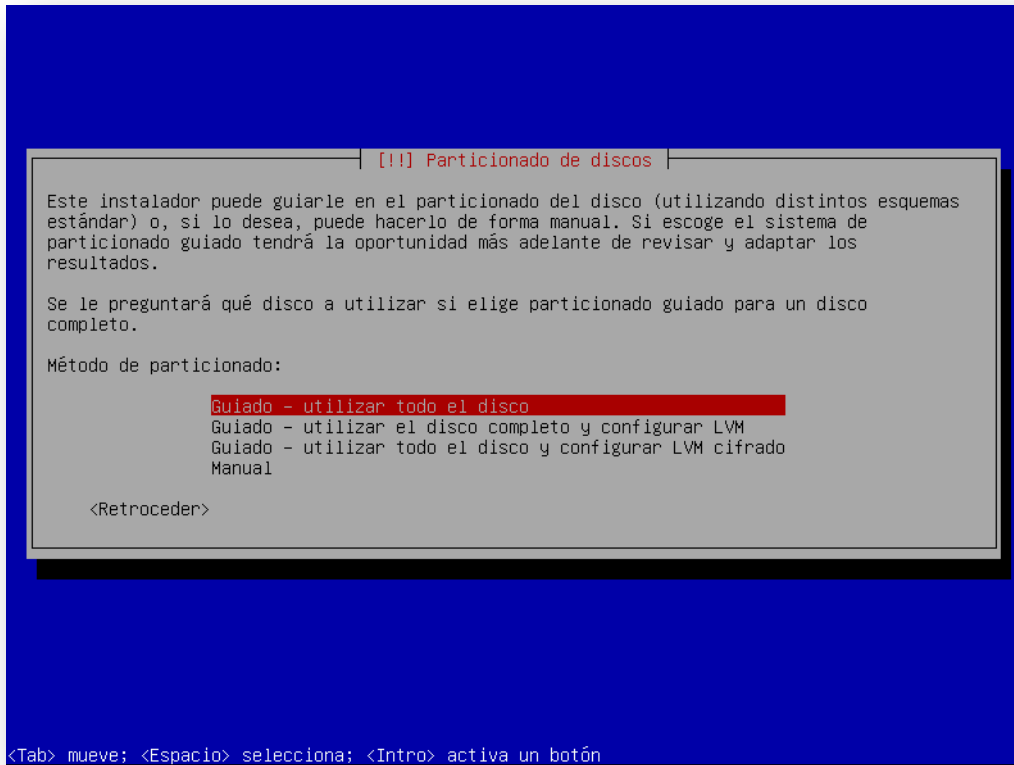 [!!] Particionado de discos
Este instalador puede guiarle en el particionado del disco (utilizando distintos esquemas
estándar) o, si lo desea, puede hacerlo de forma manual. Si escoge el sistema de
particionado guiado tendrá la oportunidad más adelante de revisar y adaptar los
resultados.
Se le preguntará qué disco a utilizar si elige particionado guiado para un disco
completo.
Método de particionado:
Guiado – utilizar todo el disco
Guiado – utilizar el disco completo y configurar LVM
Guiado – utilizar todo el disco y configurar LVM cifrado
Manual
<Retroceder>
<Tab> mueve; <Espacio> selecciona; <Intro> activa un botón